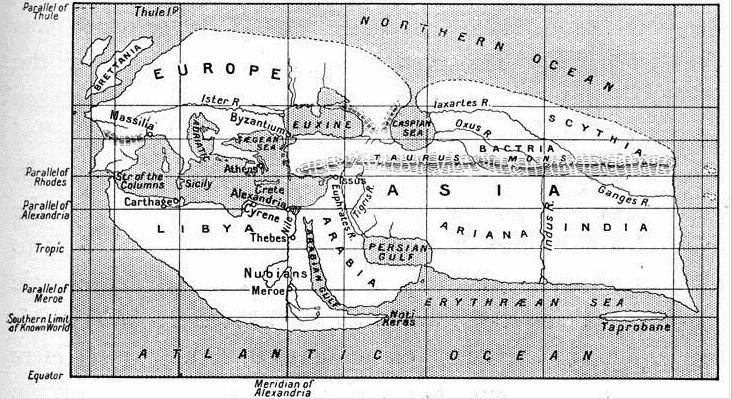 Parallel of
Thule
Thule I?
NORTHERN OCEAN
BRETTANIA
EUROPE
Ister R.
Iaxartes R.
SCYTHIA
Massilia
Byzantium
EUXINE
CASPIAN
SEA
Oxus R.
ADRIATIC
ÆGEAN
SEA
BACTRIA
TAURUS MONS
Parallel of
Rhodes
Str of the
Columns
Sicily
Athens
Issus
ASIA
Ganges R.
Crete
Carthage
Alexandria
Euphrates R.
Tigris R.
Parallel of
Alexandria
Cyrene
LIBYA
Nile
ARABIA
ARIANA
Indus R.
INDIA
Thebes
ARABIAN GULF
PERSIAN
GULF
Tropic
Nubians
Meroe
Parallel of
Meroe
ERYTHRÆAN SEA
Southern Limit
of Known World
Noti
Keras
Taprobane
ATLANTIC OCEAN
Equator
Meridian of
Alexandria